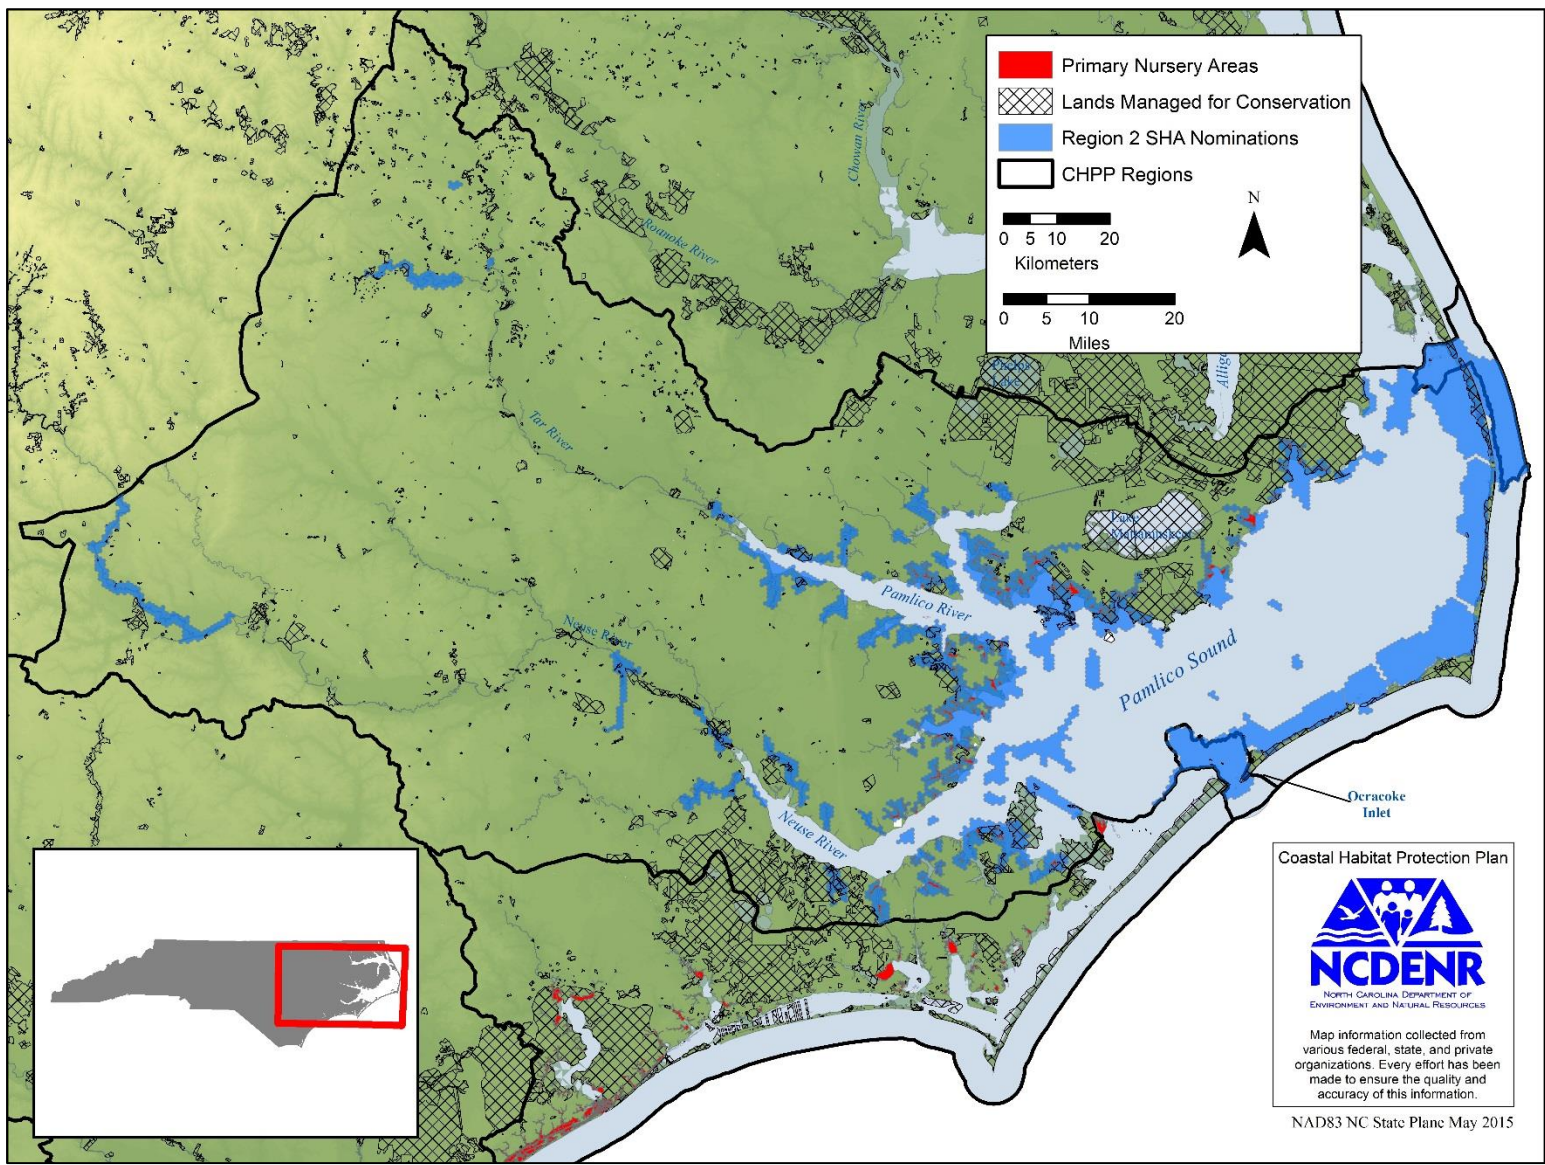 Primary Nursery Areas
Lands Managed for Conservation
Region 2 SHA Nominations
CHPP Regions
N
0 5 10 20
Kilometers
0 5 10 20
Miles
Chowan River
Roanoke River
Phelps
Lake
Tar River
Lake
Pamlico River
Neuse River
Pamlico Sound
Neuse River
Ocracoke
Inlet
Coastal Habitat Protection Plan
NCDENR
North Carolina Department of
Environment and Natural Resources
Map information collected from
various federal, state, and private
organizations. Every effort has been
made to ensure the quality and
accuracy of this information.
NAD83 NC State Plane May 2015